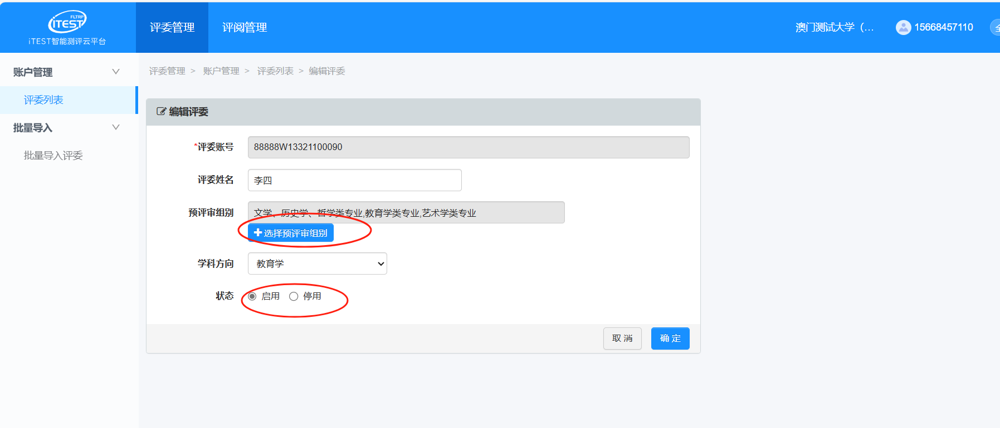 FLTRP
iTEST
iTEST智能测评云平台
评委管理
评阅管理
澳门测试大学（...
15668457110
全
账户管理
评委列表
批量导入
批量导入评委
评委管理 > 账户管理 > 评委列表 > 编辑评委
编辑评委
*评委账号
88888W13321100090
评委姓名
李四
预评审组别
文学、历史学、哲学类专业,教育学类专业,艺术学类专业
选择预评审组别
学科方向
教育学
状态
启用 停用
取 消
确 定